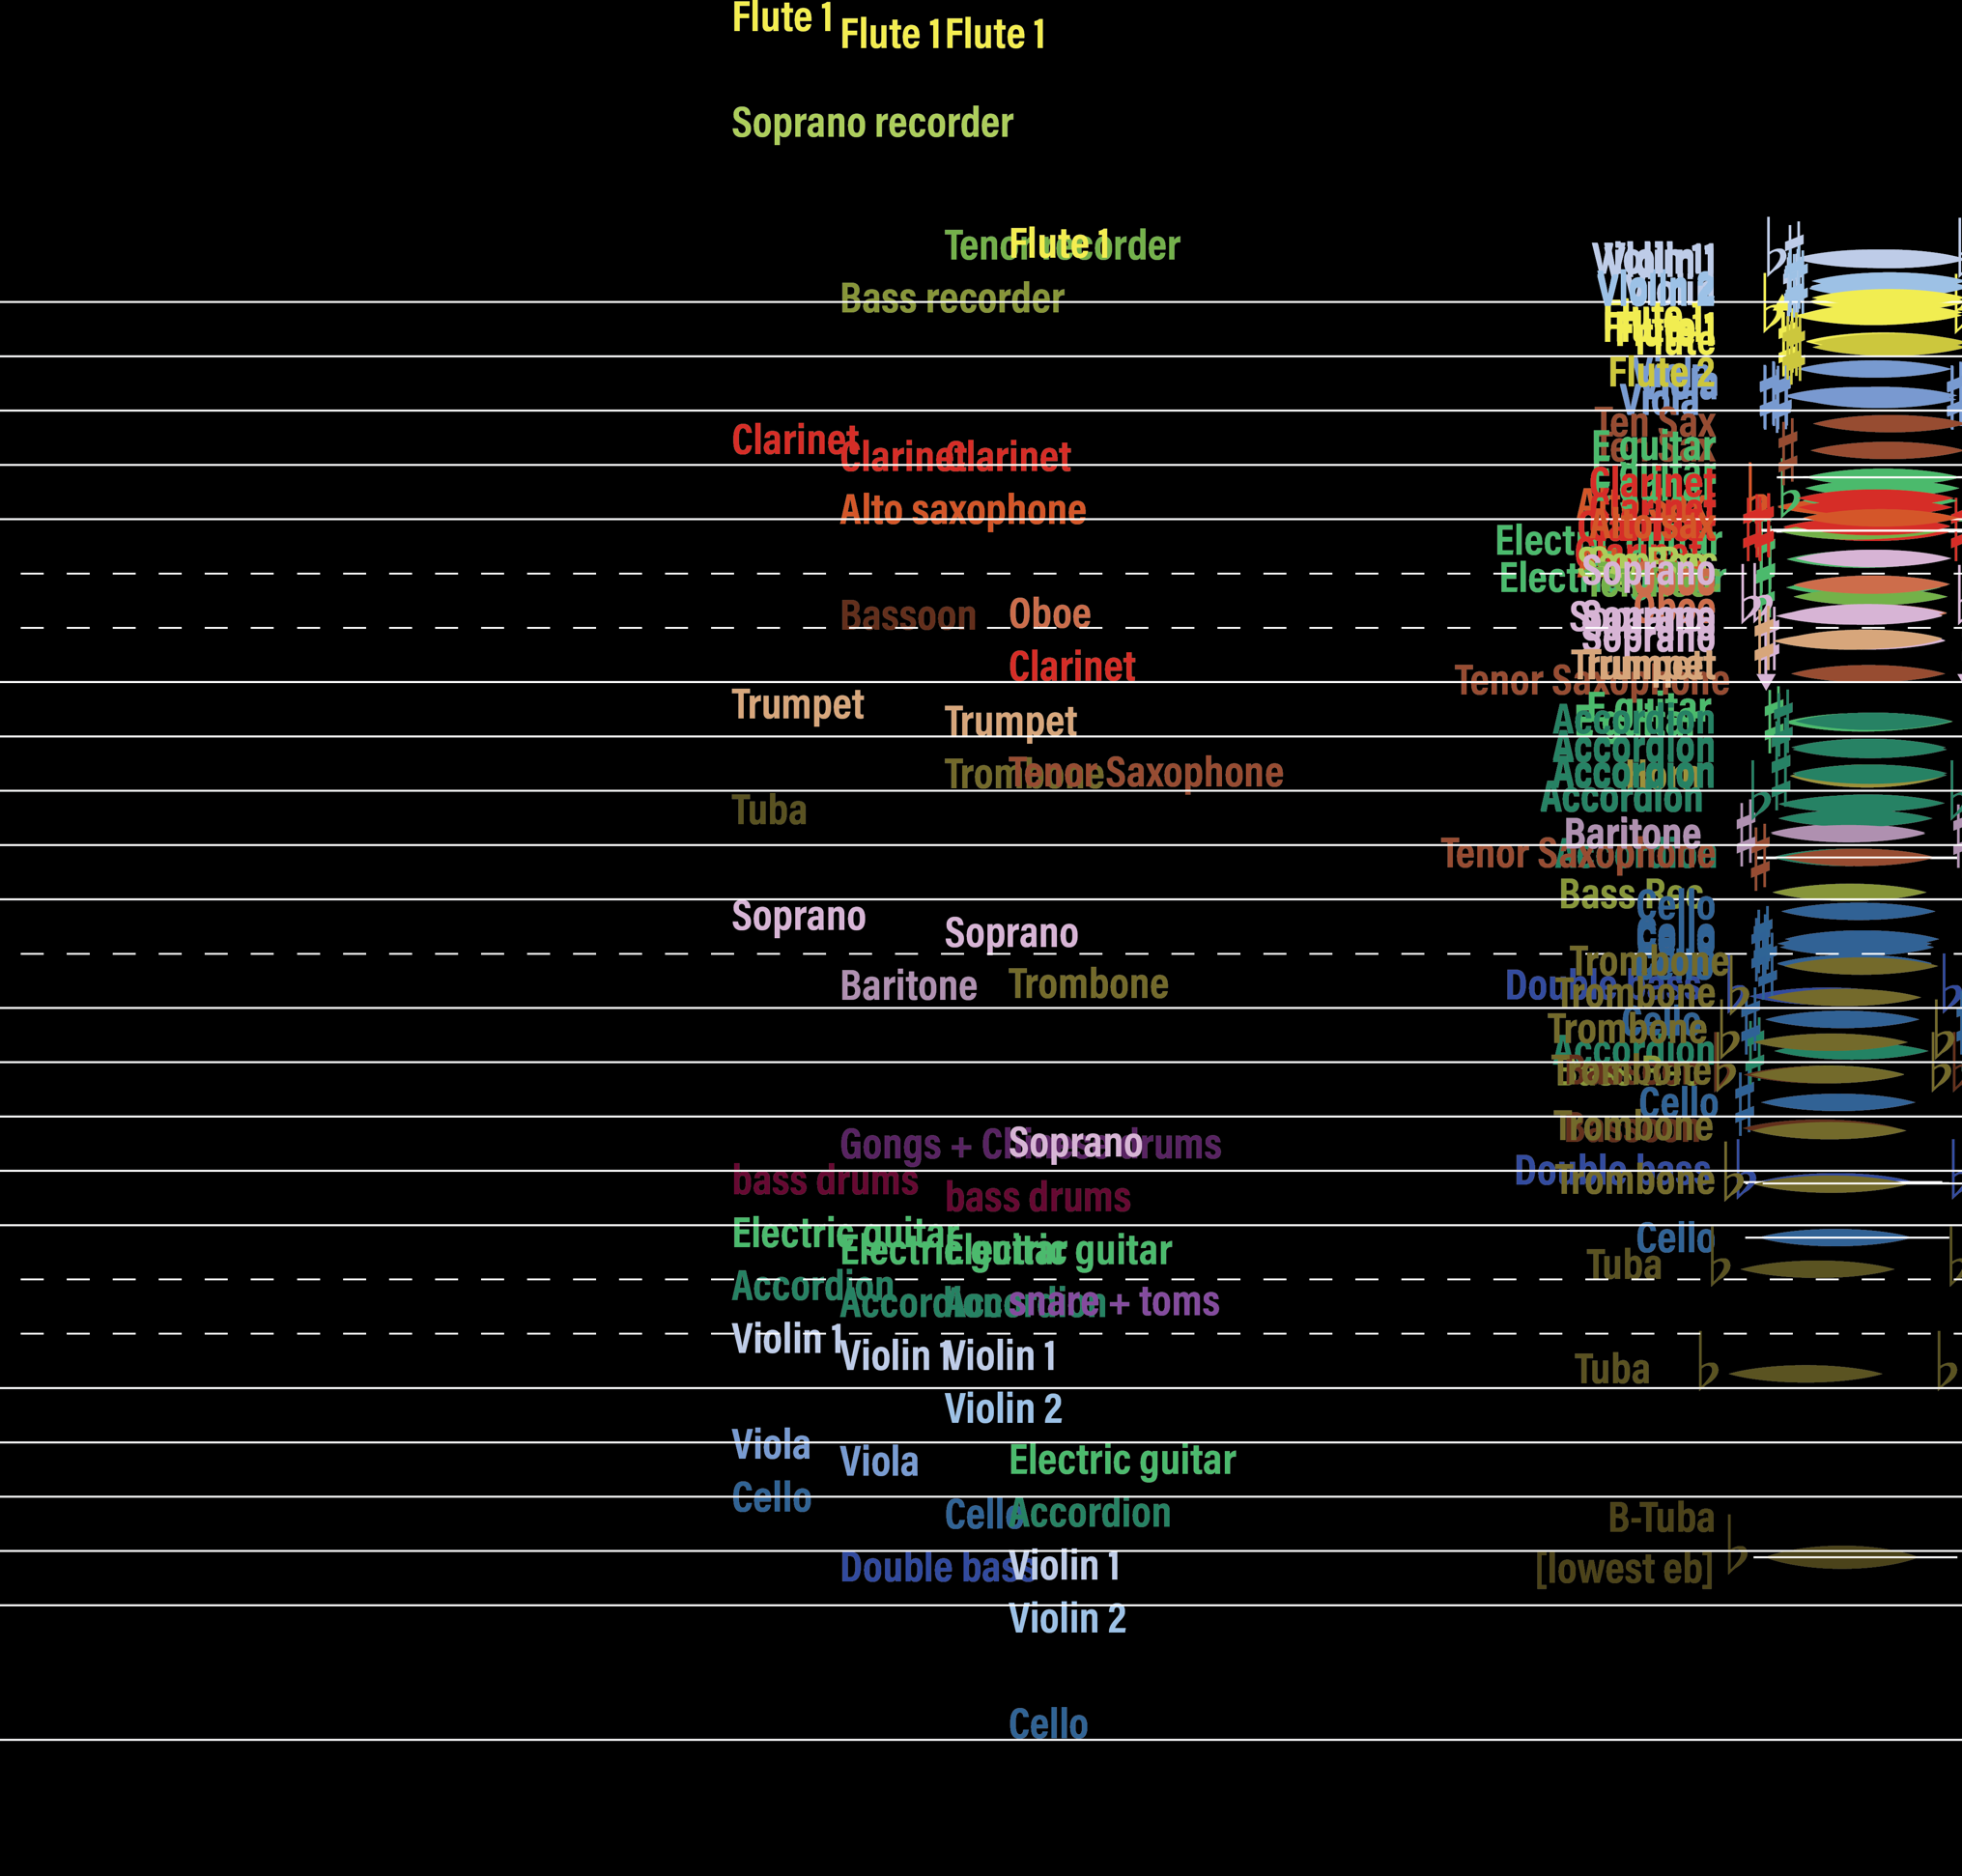 Flute 1
Flute 1
Flute 1
Soprano recorder
Tenor recorder
Flute 1
Bass recorder
Clarinet
Clarinet
Clarinet
Alto saxophone
Bassoon
Oboe
Clarinet
Trumpet
Trumpet
Trombone
Tenor Saxophone
Tuba
Soprano
Soprano
Baritone
Trombone
Gongs + Chinese drums
Soprano
bass drums
bass drums
Electric guitar
Electric guitar
Electric guitar
Accordion
Accordion
Accordion
snare + toms
Violin 1
Violin 1
Violin 1
Violin 2
Viola
Viola
Electric guitar
Cello
Cello
Accordion
Double bass
Violin 1
Violin 2
Cello
Violin 1
Flute 1
Flute
Flute 2
Viola
Ten Sax
E guitar
Clarinet
Alto sax
Electric guitar
Electric guitar
Soprano
Oboe
Soprano
Soprano
Trumpet
Tenor Saxophone
E guitar
Accordion
Accordion
Accordion
Accordion
Baritone
Tenor Saxophone
Accordion
Bass Rec
Cello
Cello
Trombone
Double bass
Trombone
Cello
Trombone
Accordion
Trombone
Cello
Trombone
Bassoon
Double bass
Trombone
Cello
Tuba
Tuba
B-Tuba
[lowest eb]